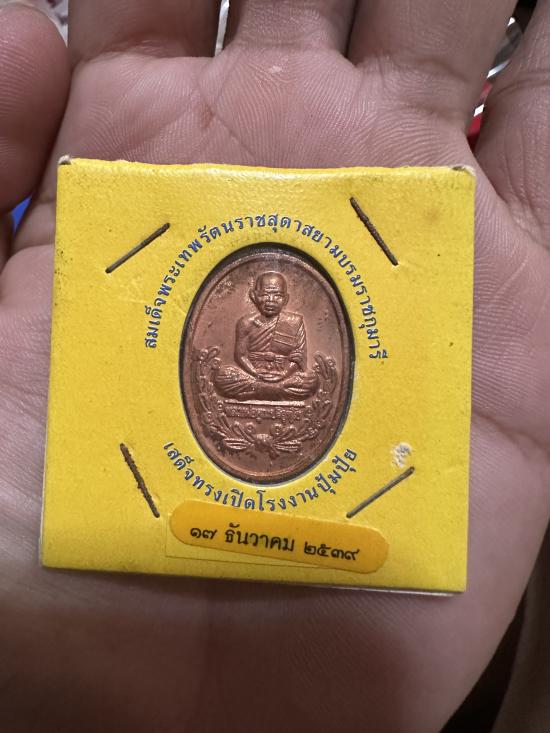 สมเด็จพระเทพรัตนราชสุดาสยามบรมราชกุมารี
เสด็จทรงเปิดโรงงานปุ้มปุ้ย
๑๗ ธันวาคม ๒๕๓๙